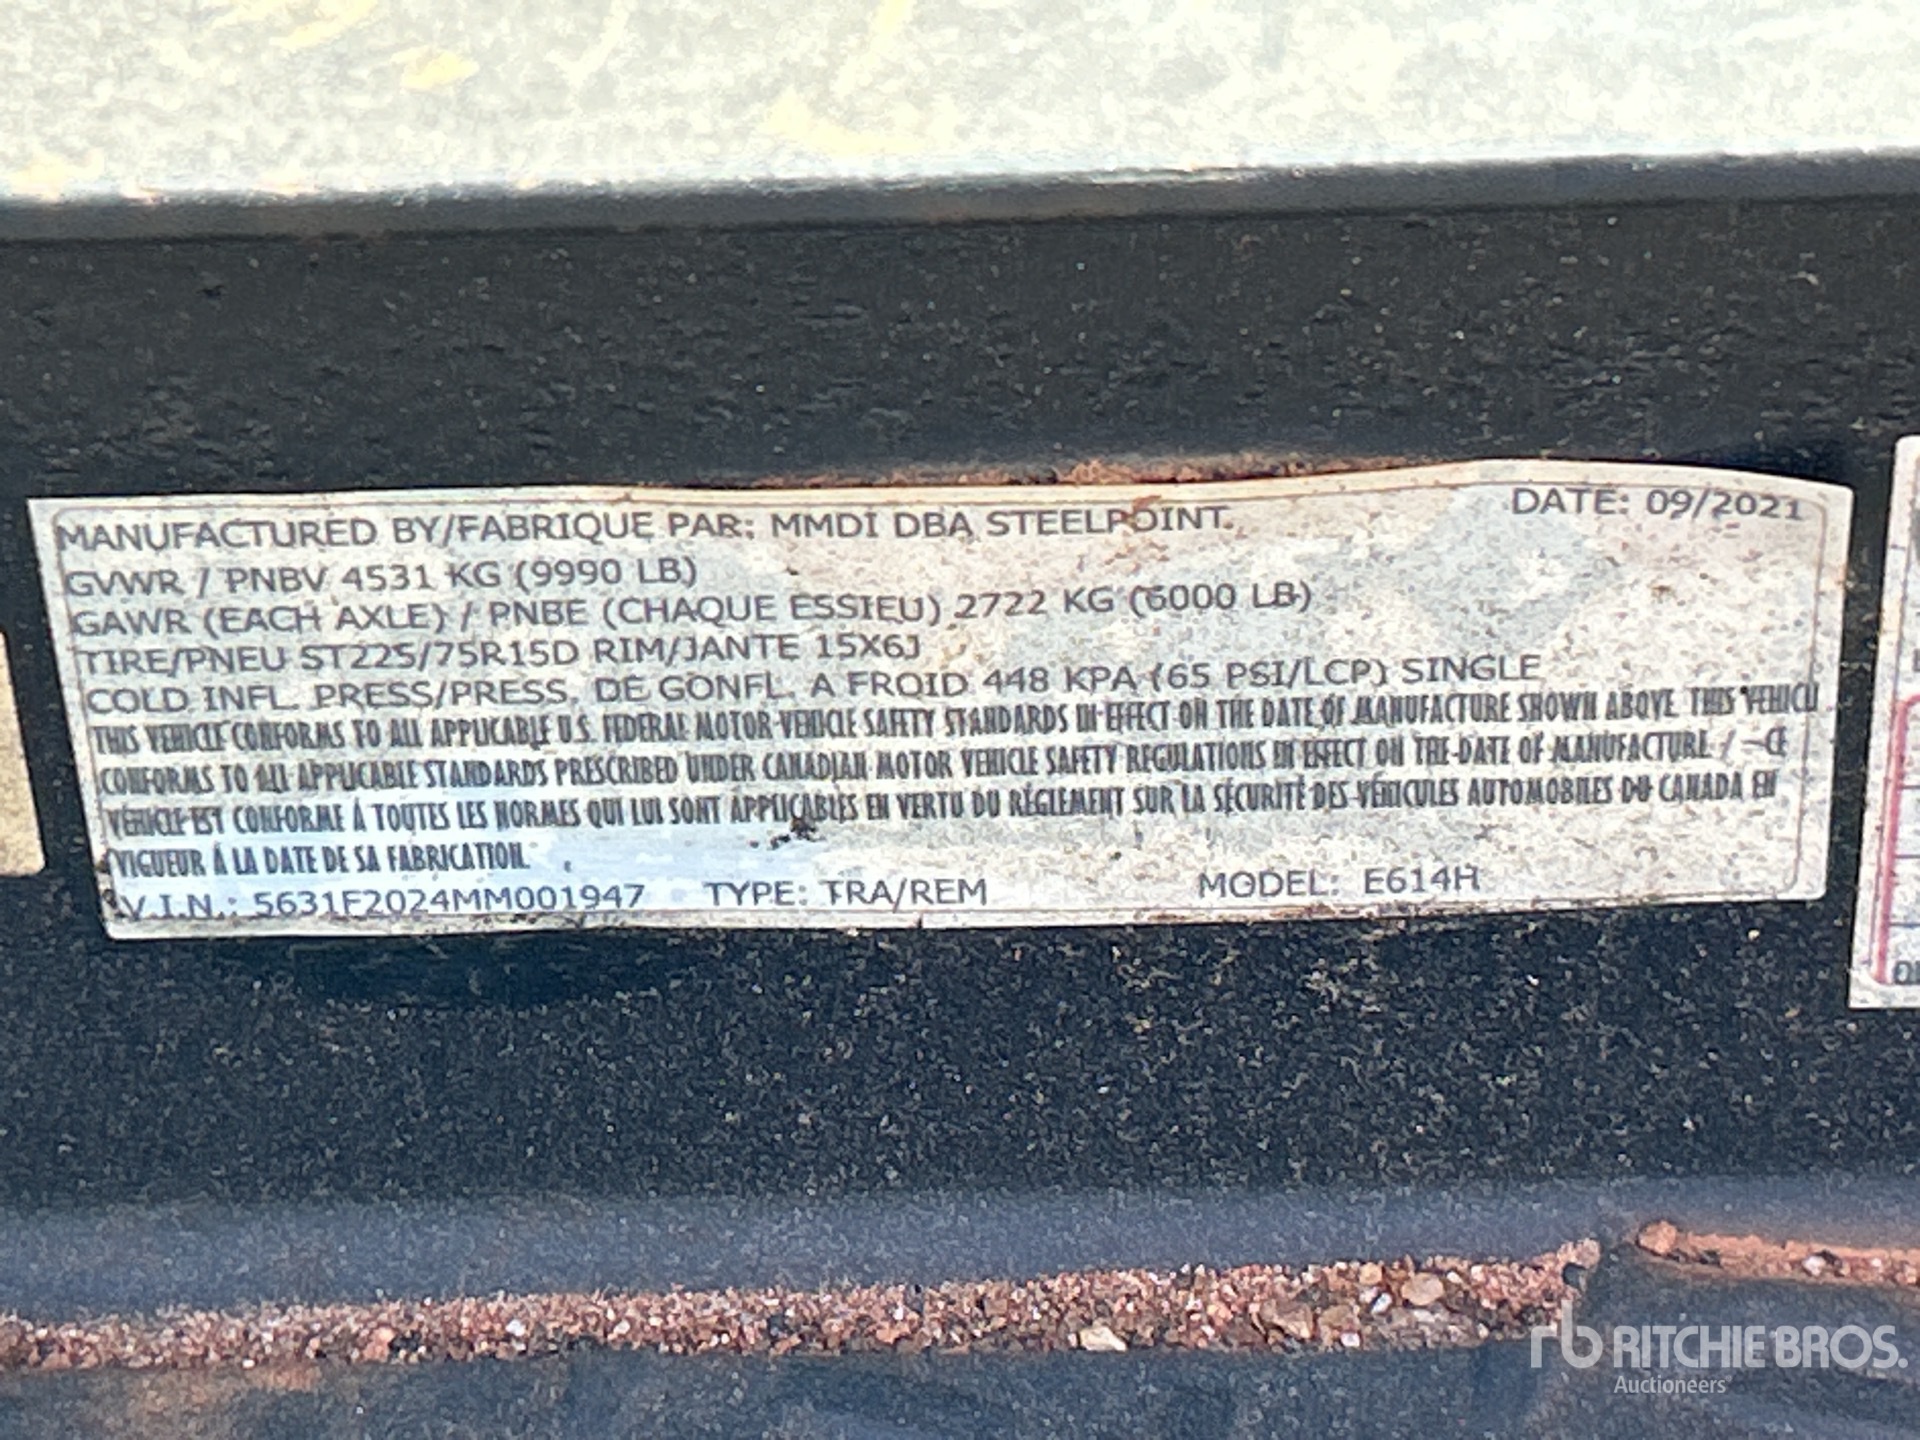 MANUFACTURED BY/FABRIQUE PAR: MMDI DBA STEELPOINT. DATE: 09/2021
GVWR / PNBV 4531 KG (9990 LB)
GAWR (EACH AXLE) / PNBE (CHAQUE ESSIEU) 2722 KG (6000 LB)
TIRE/PNEU ST225/75R15D RIM/JANTE 15X6J
COLD INFL. PRESS/PRESS. DE GONFL. A FROID 448 KPA (65 PSI/LCP) SINGLE
THIS VEHICLE CONFORMS TO ALL APPLICABLE U.S. FEDERAL MOTOR VEHICLE SAFETY STANDARDS IN EFFECT ON THE DATE OF MANUFACTURE SHOWN ABOVE. THIS VEHICLE
CONFORMS TO ALL APPLICABLE STANDARDS PRESCRIBED UNDER CANADIAN MOTOR VEHICLE SAFETY REGULATIONS IN EFFECT ON THE DATE OF MANUFACTURE / - CE
VÉHICLE EST CONFORME À TOUTES LES NORMES QUI LUI SONT APPLICABLES EN VERTU DU RÈGLEMENT SUR LA SÉCURITÉ DES VÉHICULES AUTOMOBILES DU CANADA EN
VIGUEUR À LA DATE DE SA FABRICATION.
V.I.N.: 5631F2024MM001947 TYPE: TRA/REM MODEL: E614H
rb RITCHIE BROS.
Auctioneers